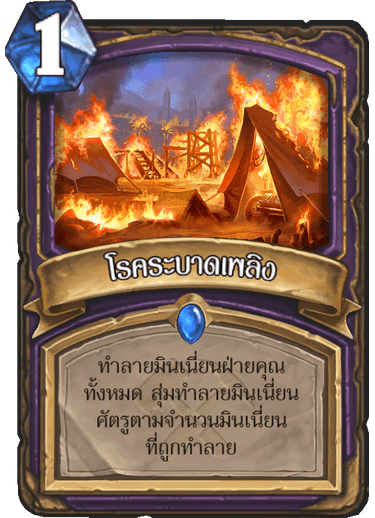 1
โรคระบาดเพลิง
ทำลายมินเนี่ยนฝ่ายคุณ
ทั้งหมด สุ่มทำลายมินเนี่ยน
ศัตรูตามจำนวนมินเนี่ยน
ที่ถูกทำลาย